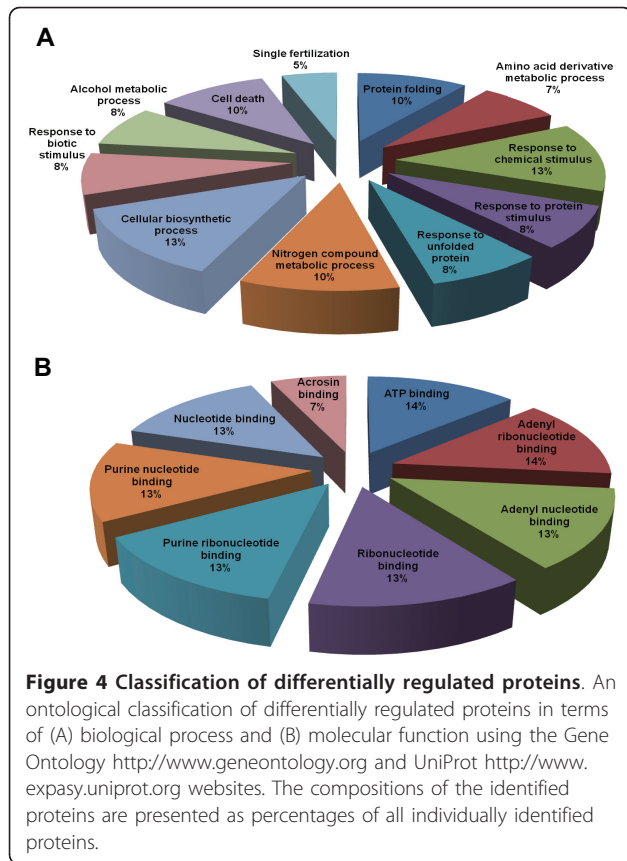 A
Single fertilization
5%
Protein folding
10%
Amino acid derivative
metabolic process
7%
Response to
chemical stimulus
13%
Response to protein
stimulus
8%
Response to
unfolded
protein
8%
Nitrogen compound
metabolic process
10%
Cellular biosynthetic
process
13%
Response to
biotic
stimulus
8%
Alcohol metabolic
process
8%
Cell death
10%
B
Acrosin
binding
7%
ATP binding
14%
Adenyl
ribonucleotide
binding
14%
Adenyl nucleotide
binding
13%
Ribonucleotide
binding
13%
Purine ribonucleotide
binding
13%
Purine nucleotide
binding
13%
Nucleotide binding
13%
Figure 4 Classification of differentially regulated proteins. An
ontological classification of differentially regulated proteins in terms
of (A) biological process and (B) molecular function using the Gene
Ontology http://www.geneontology.org and UniProt http://www.
expasy.uniprot.org websites. The compositions of the identified
proteins are presented as percentages of all individually identified
proteins.